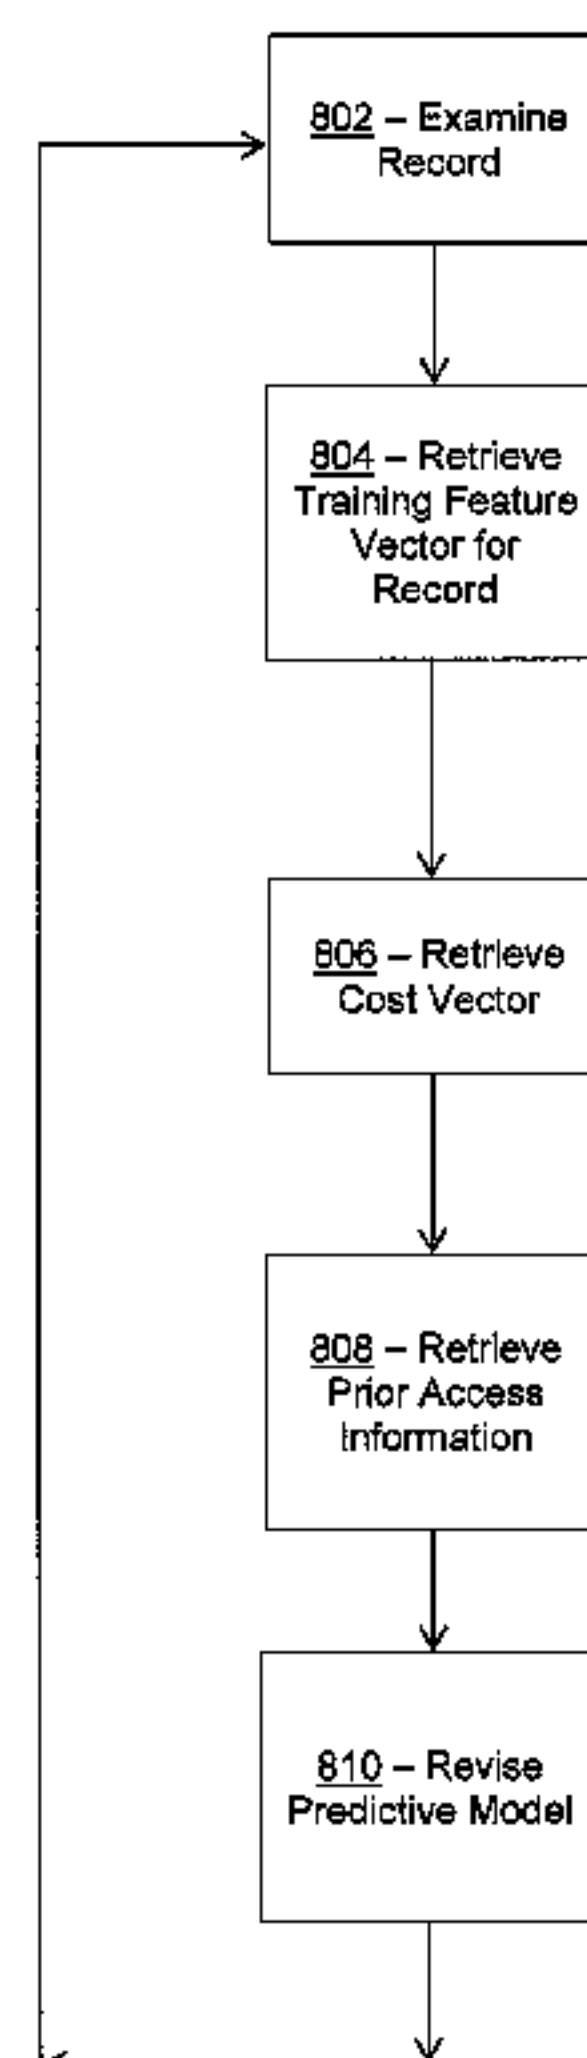 802 – Examine
Record
804 – Retrieve
Training Feature
Vector for
Record
806 – Retrieve
Cost Vector
808 – Retrieve
Prior Access
Information
810 – Revise
Predictive Model